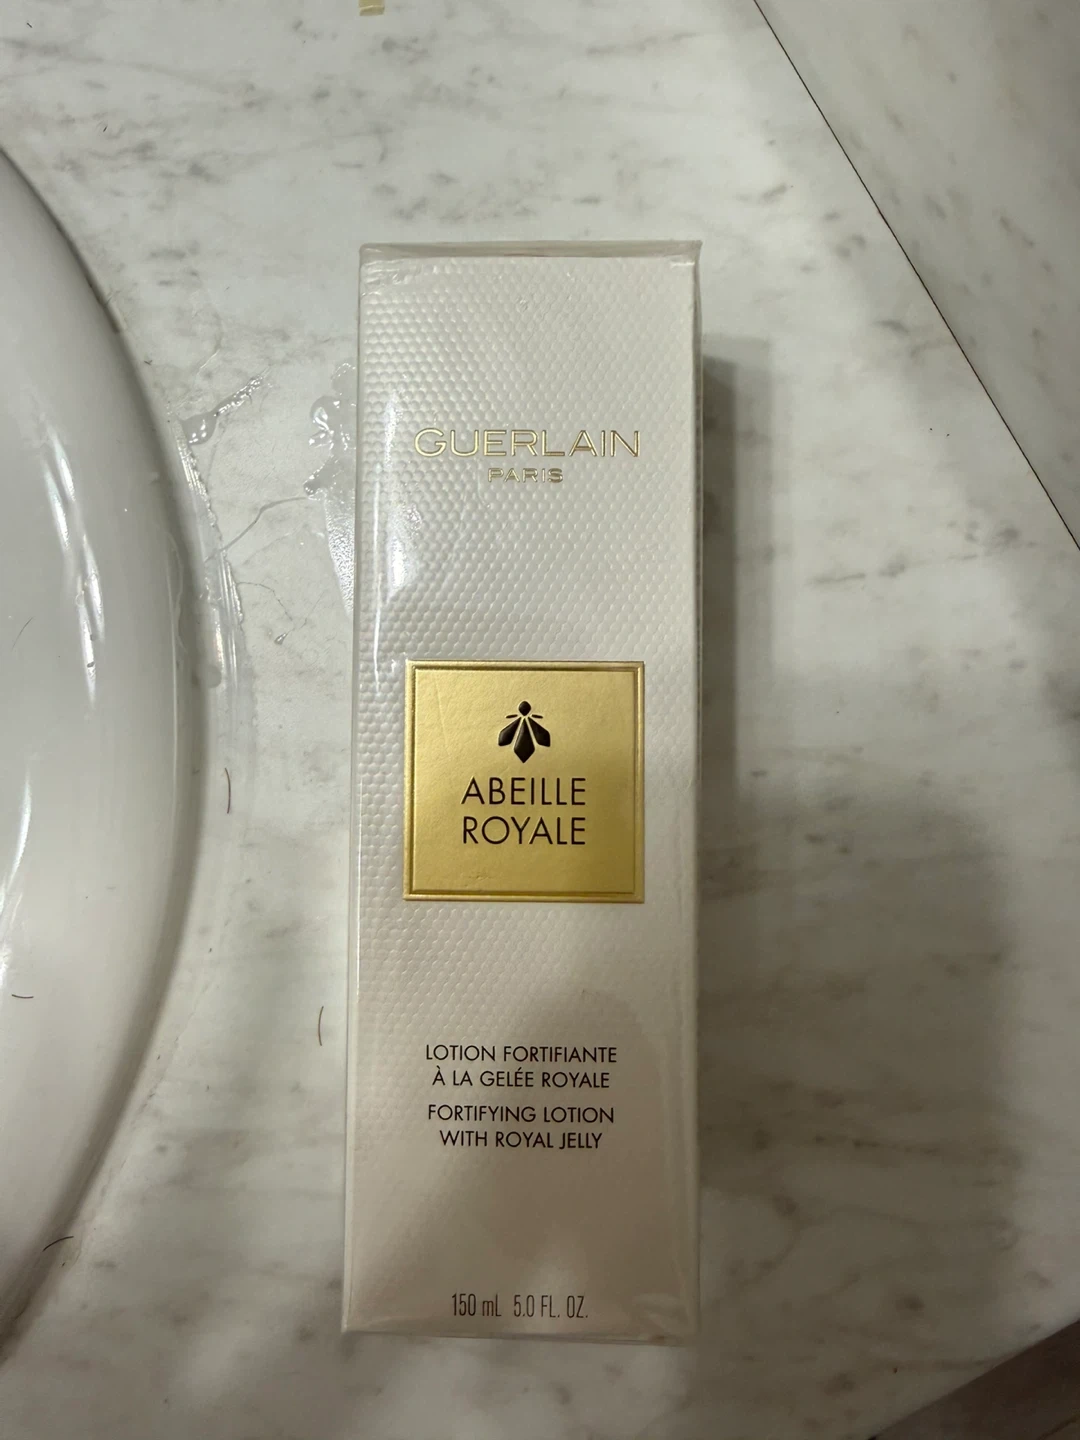 GUERLAIN
PARIS
ABEILLE
ROYALE
LOTION FORTIFIANTE
À LA GELÉE ROYALE
FORTIFYING LOTION
WITH ROYAL JELLY
150 mL 5.0 FL. OZ.